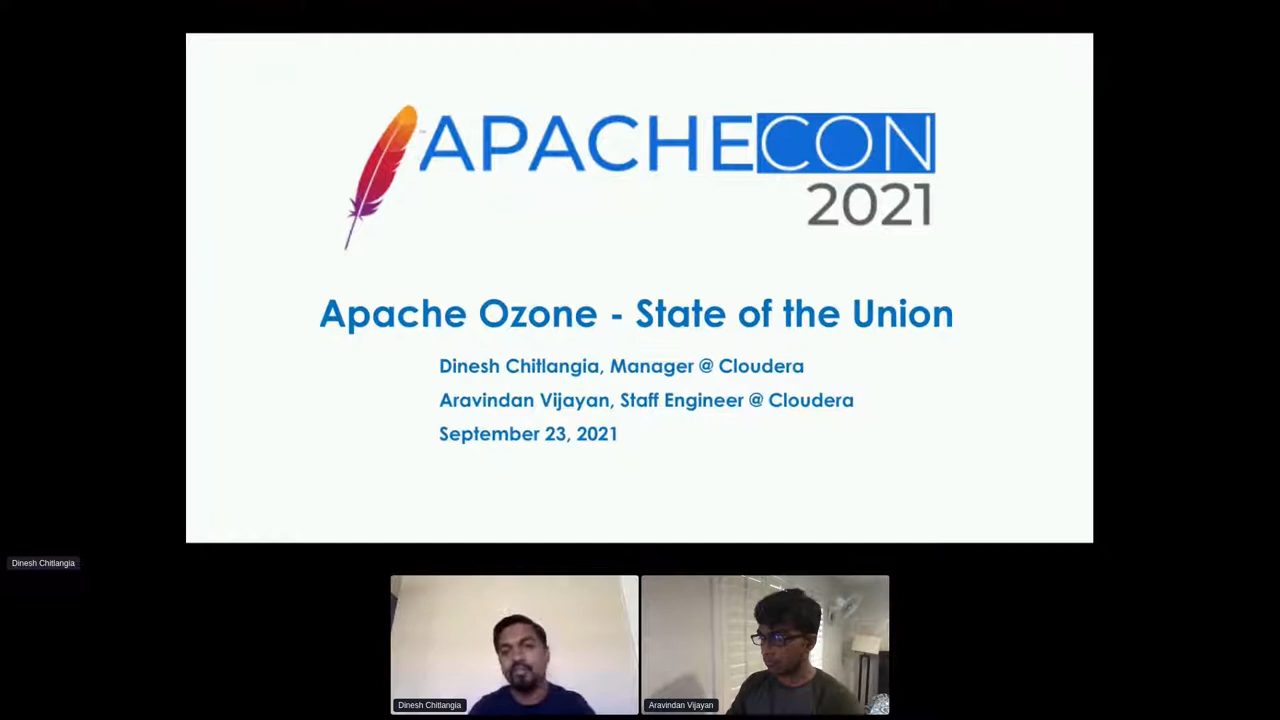 APACHECON
2021
Apache Ozone - State of the Union
Dinesh Chitlangia, Manager @ Cloudera
Aravindan Vijayan, Staff Engineer @ Cloudera
September 23, 2021
Dinesh Chitlangia
Dinesh Chitlangia
Aravindan Vijayan